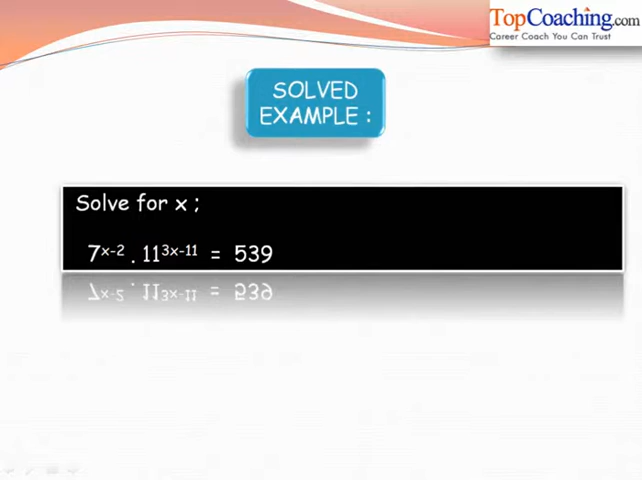 TopCoaching.com
Career Coach You Can Trust
SOLVED
EXAMPLE :
Solve for x ;
7ˣ⁻² . 11³ˣ⁻¹¹ = 539